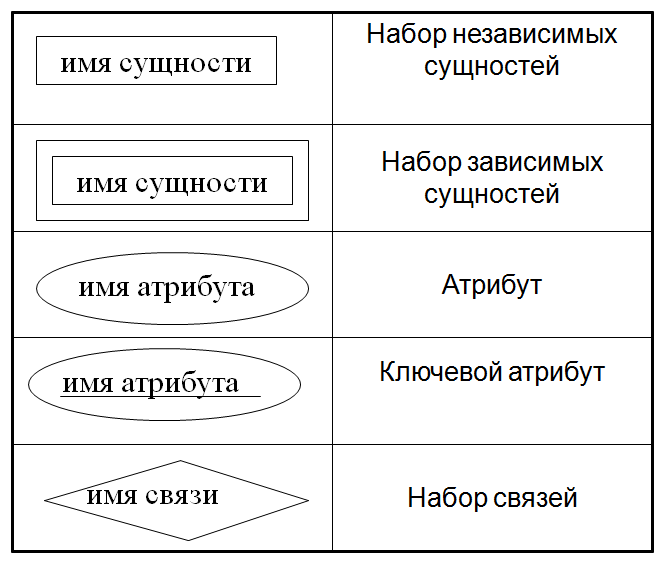 имя сущности
Набор независимых
сущностей
имя сущности
Набор зависимых
сущностей
имя атрибута
Атрибут
имя атрибута
Ключевой атрибут
имя связи
Набор связей